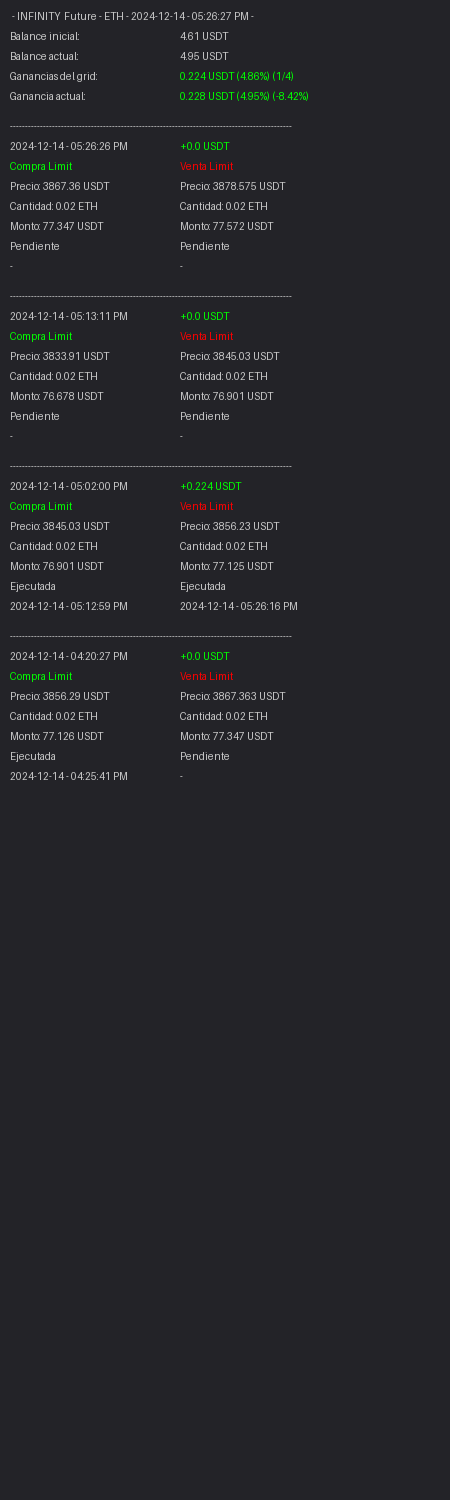 - INFINITY Future - ETH - 2024-12-14 - 05:26:27 PM -
Balance inicial: 4.61 USDT
Balance actual: 4.95 USDT
Ganancias del grid: 0.224 USDT (4.86%) (1/4)
Ganancia actual: 0.228 USDT (4.95%) (-8.42%)
----------------------------------------------------------------------------------------------
2024-12-14 - 05:26:26 PM +0.0 USDT
Compra Limit Venta Limit
Precio: 3867.36 USDT Precio: 3878.575 USDT
Cantidad: 0.02 ETH Cantidad: 0.02 ETH
Monto: 77.347 USDT Monto: 77.572 USDT
Pendiente Pendiente
- -
----------------------------------------------------------------------------------------------
2024-12-14 - 05:13:11 PM +0.0 USDT
Compra Limit Venta Limit
Precio: 3833.91 USDT Precio: 3845.03 USDT
Cantidad: 0.02 ETH Cantidad: 0.02 ETH
Monto: 76.678 USDT Monto: 76.901 USDT
Pendiente Pendiente
- -
----------------------------------------------------------------------------------------------
2024-12-14 - 05:02:00 PM +0.224 USDT
Compra Limit Venta Limit
Precio: 3845.03 USDT Precio: 3856.23 USDT
Cantidad: 0.02 ETH Cantidad: 0.02 ETH
Monto: 76.901 USDT Monto: 77.125 USDT
Ejecutada Ejecutada
2024-12-14 - 05:12:59 PM 2024-12-14 - 05:26:16 PM
----------------------------------------------------------------------------------------------
2024-12-14 - 04:20:27 PM +0.0 USDT
Compra Limit Venta Limit
Precio: 3856.29 USDT Precio: 3867.363 USDT
Cantidad: 0.02 ETH Cantidad: 0.02 ETH
Monto: 77.126 USDT Monto: 77.347 USDT
Ejecutada Pendiente
2024-12-14 - 04:25:41 PM -